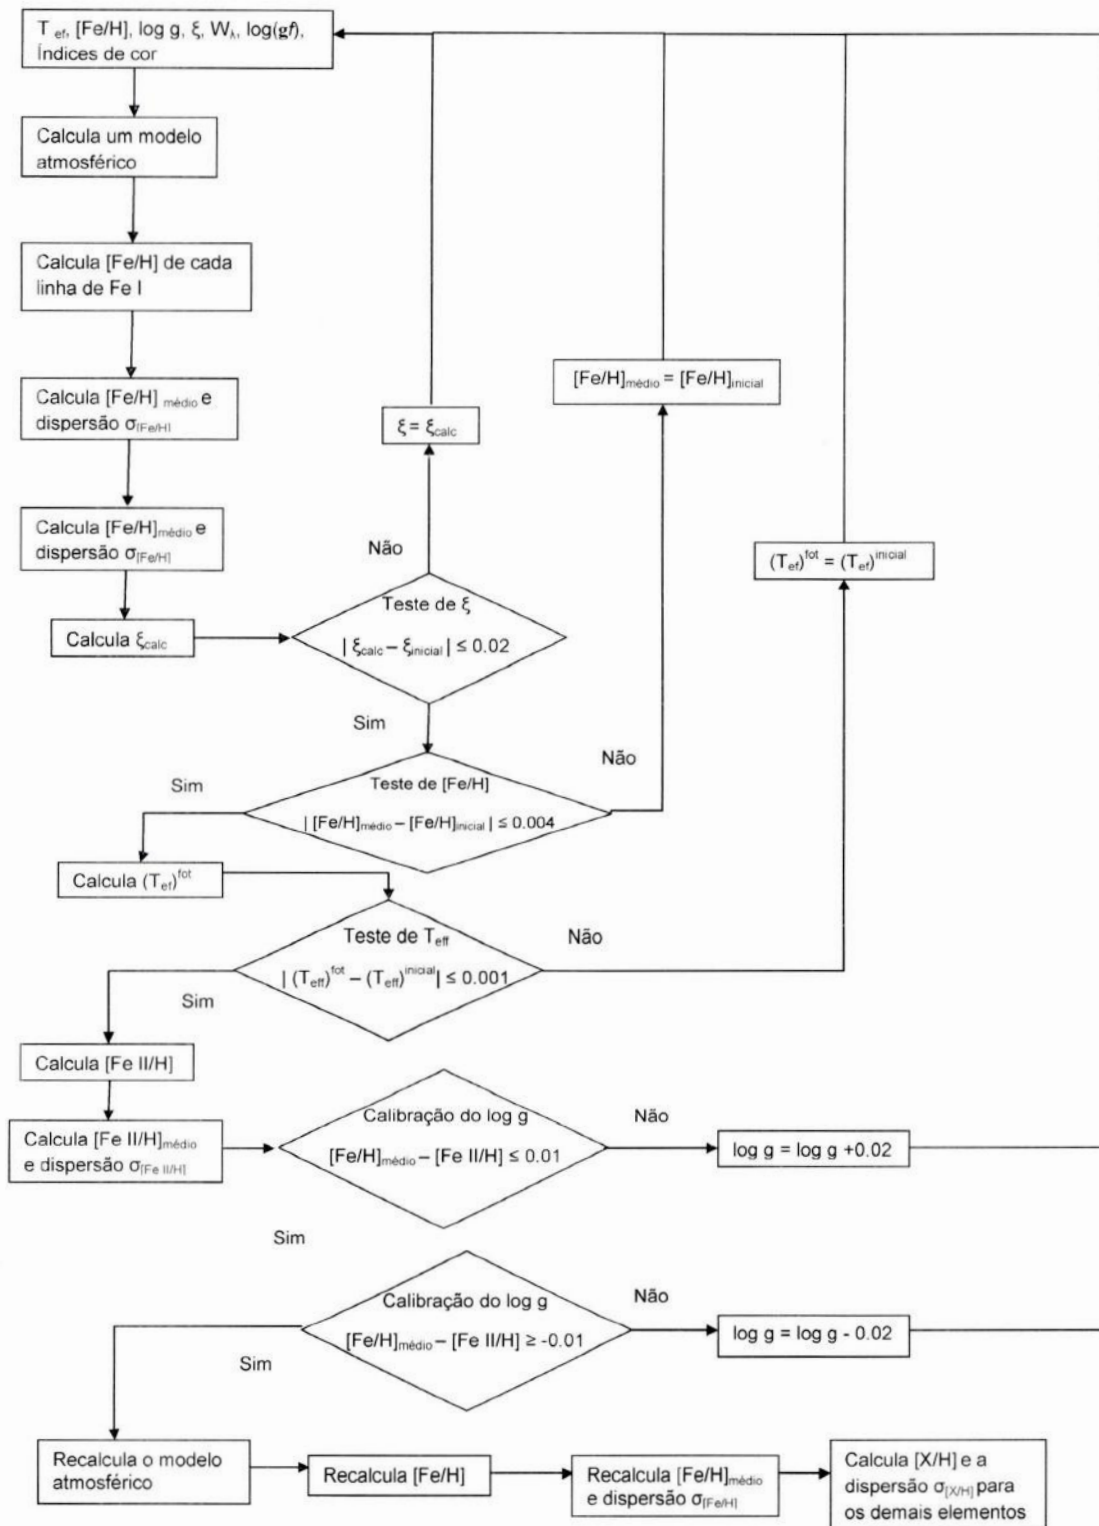 T ef, [Fe/H], log g, ξ, Wλ, log(gf),
Índices de cor
Calcula um modelo
atmosférico
Calcula [Fe/H] de cada
linha de Fe I
Calcula [Fe/H] médio e
dispersão σ[Fe/H]
Calcula [Fe/H]médio e
dispersão σ[Fe/H]
Calcula ξcalc
Teste de ξ
| ξcalc – ξinicial | ≤ 0.02
Não
ξ = ξcalc
Sim
Teste de [Fe/H]
| [Fe/H]médio – [Fe/H]inicial | ≤ 0.004
Não
[Fe/H]médio = [Fe/H]inicial
Sim
Calcula (Tef)fot
Teste de Teff
| (Teff)fot – (Teff)inicial| ≤ 0.001
Não
(Tef)fot = (Tef)inicial
Sim
Calcula [Fe II/H]
Calcula [Fe II/H]médio
e dispersão σ[Fe II/H]
Calibração do log g
[Fe/H]médio – [Fe II/H] ≤ 0.01
Não
log g = log g +0.02
Sim
Calibração do log g
[Fe/H]médio – [Fe II/H] ≥ -0.01
Não
log g = log g - 0.02
Sim
Recalcula o modelo
atmosférico
Recalcula [Fe/H]
Recalcula [Fe/H]médio
e dispersão σ[Fe/H]
Calcula [X/H] e a
dispersão σ[X/H] para
os demais elementos